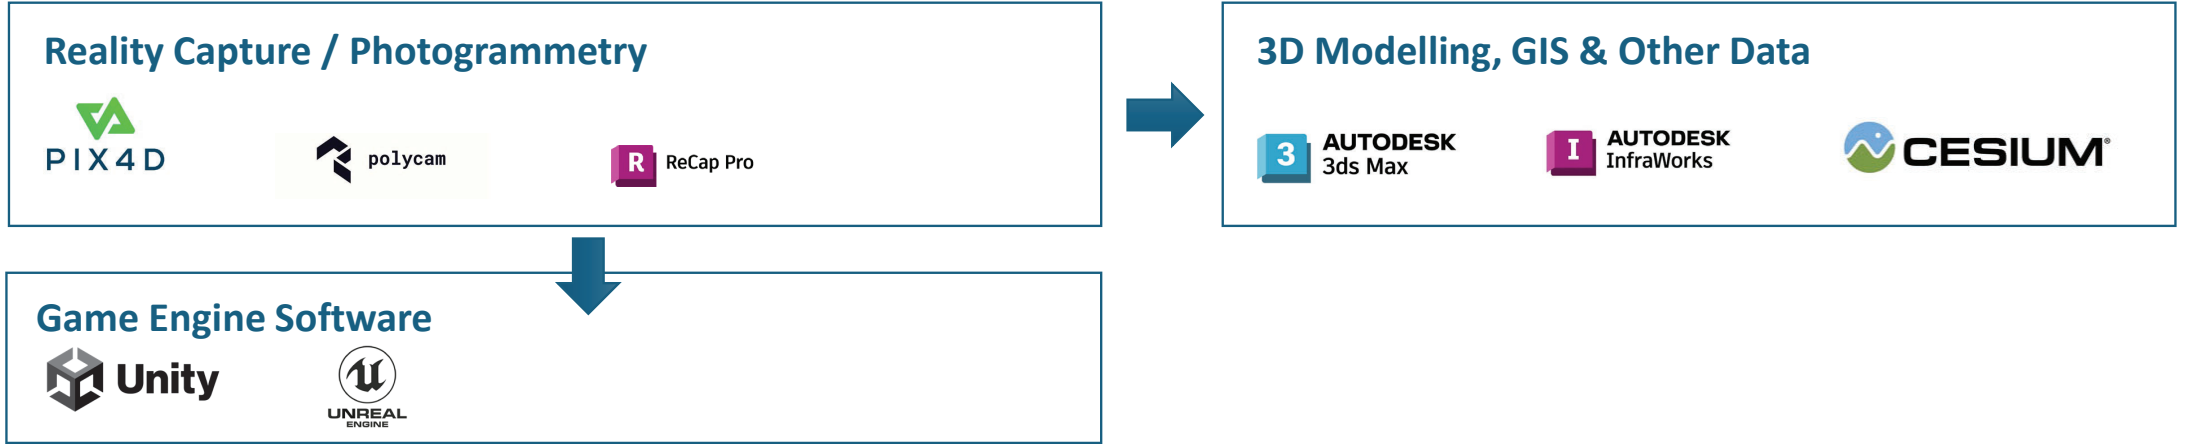 Reality Capture / Photogrammetry
PIX4D
polycam
R ReCap Pro
3D Modelling, GIS & Other Data
3 AUTODESK
3ds Max
I AUTODESK
InfraWorks
CESIUM®
Game Engine Software
Unity
UNREAL
ENGINE